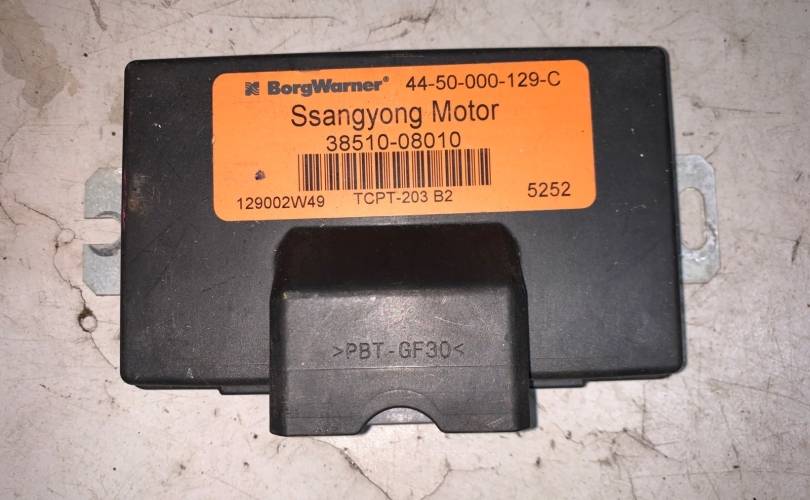 BorgWarner® 44-50-000-129-C
Ssangyong Motor
38510-08010
129002W49 TCPT-203 B2 5252
>PBT-GF30<